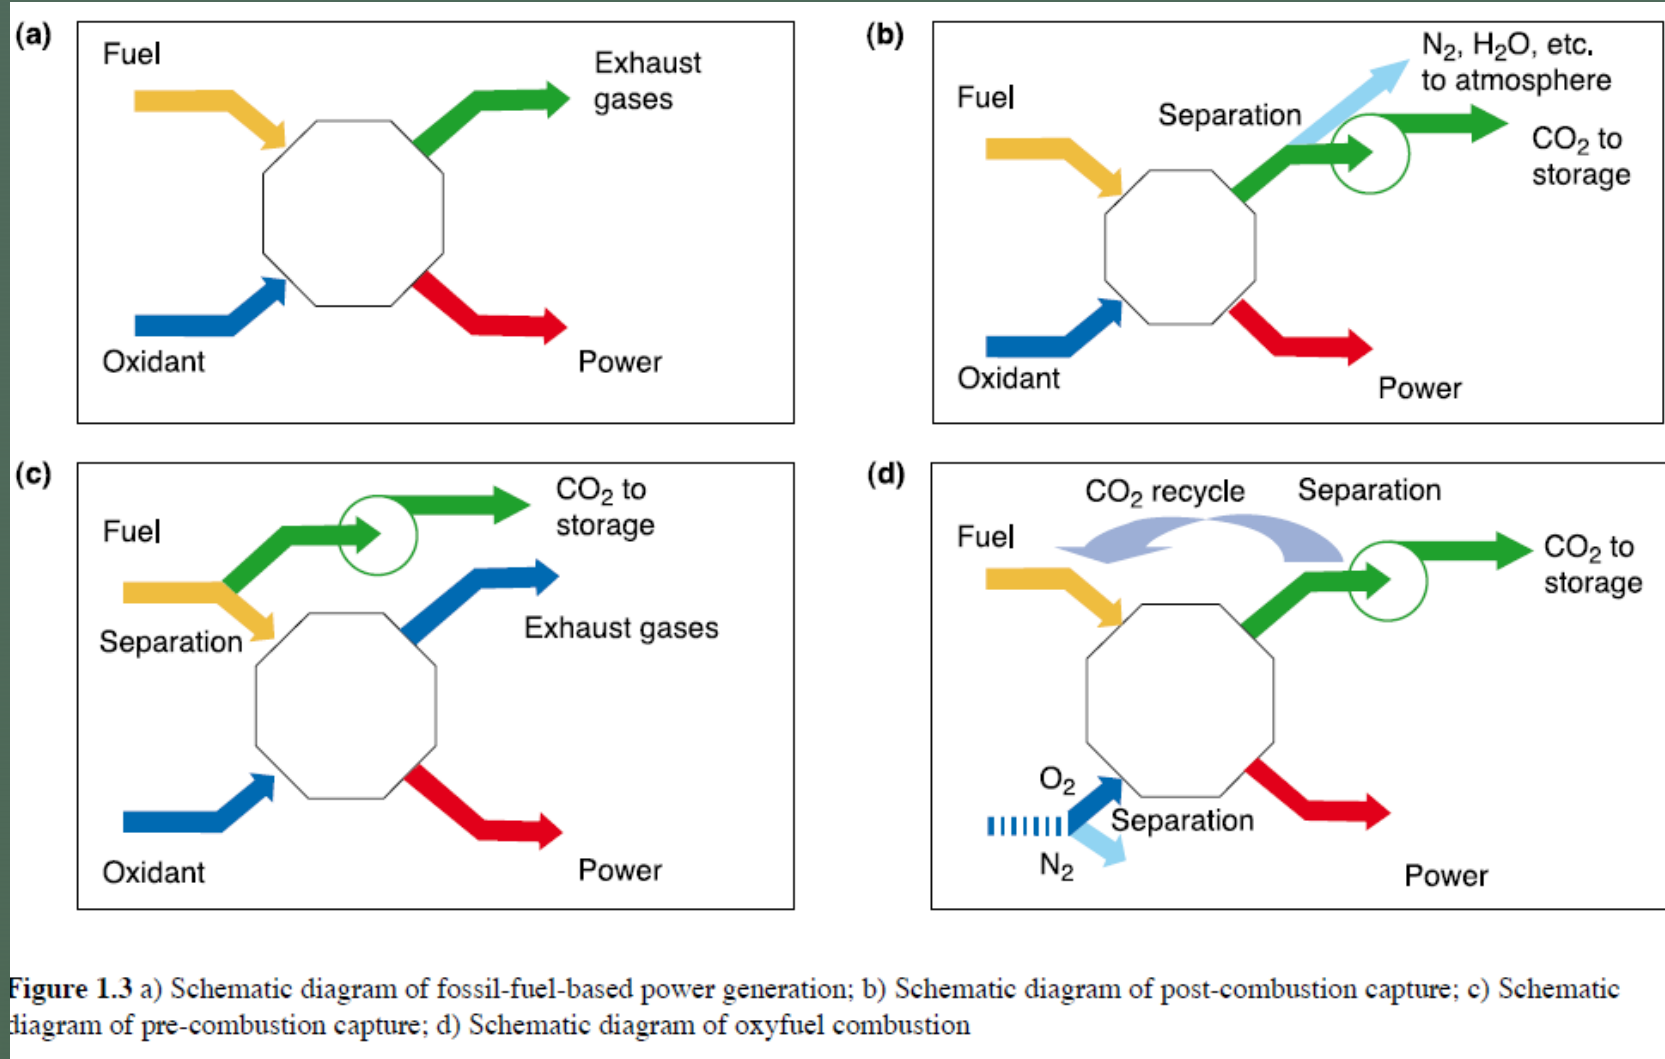 (a)
Fuel
Exhaust
gases
Oxidant
Power
(b)
Fuel
Separation
N₂, H₂O, etc.
to atmosphere
CO₂ to
storage
Oxidant
Power
(c)
Fuel
CO₂ to
storage
Separation
Exhaust gases
Oxidant
Power
(d)
CO₂ recycle
Separation
Fuel
CO₂ to
storage
O₂
Separation
N₂
Power
Figure 1.3 a) Schematic diagram of fossil-fuel-based power generation; b) Schematic diagram of post-combustion capture; c) Schematic
diagram of pre-combustion capture; d) Schematic diagram of oxyfuel combustion